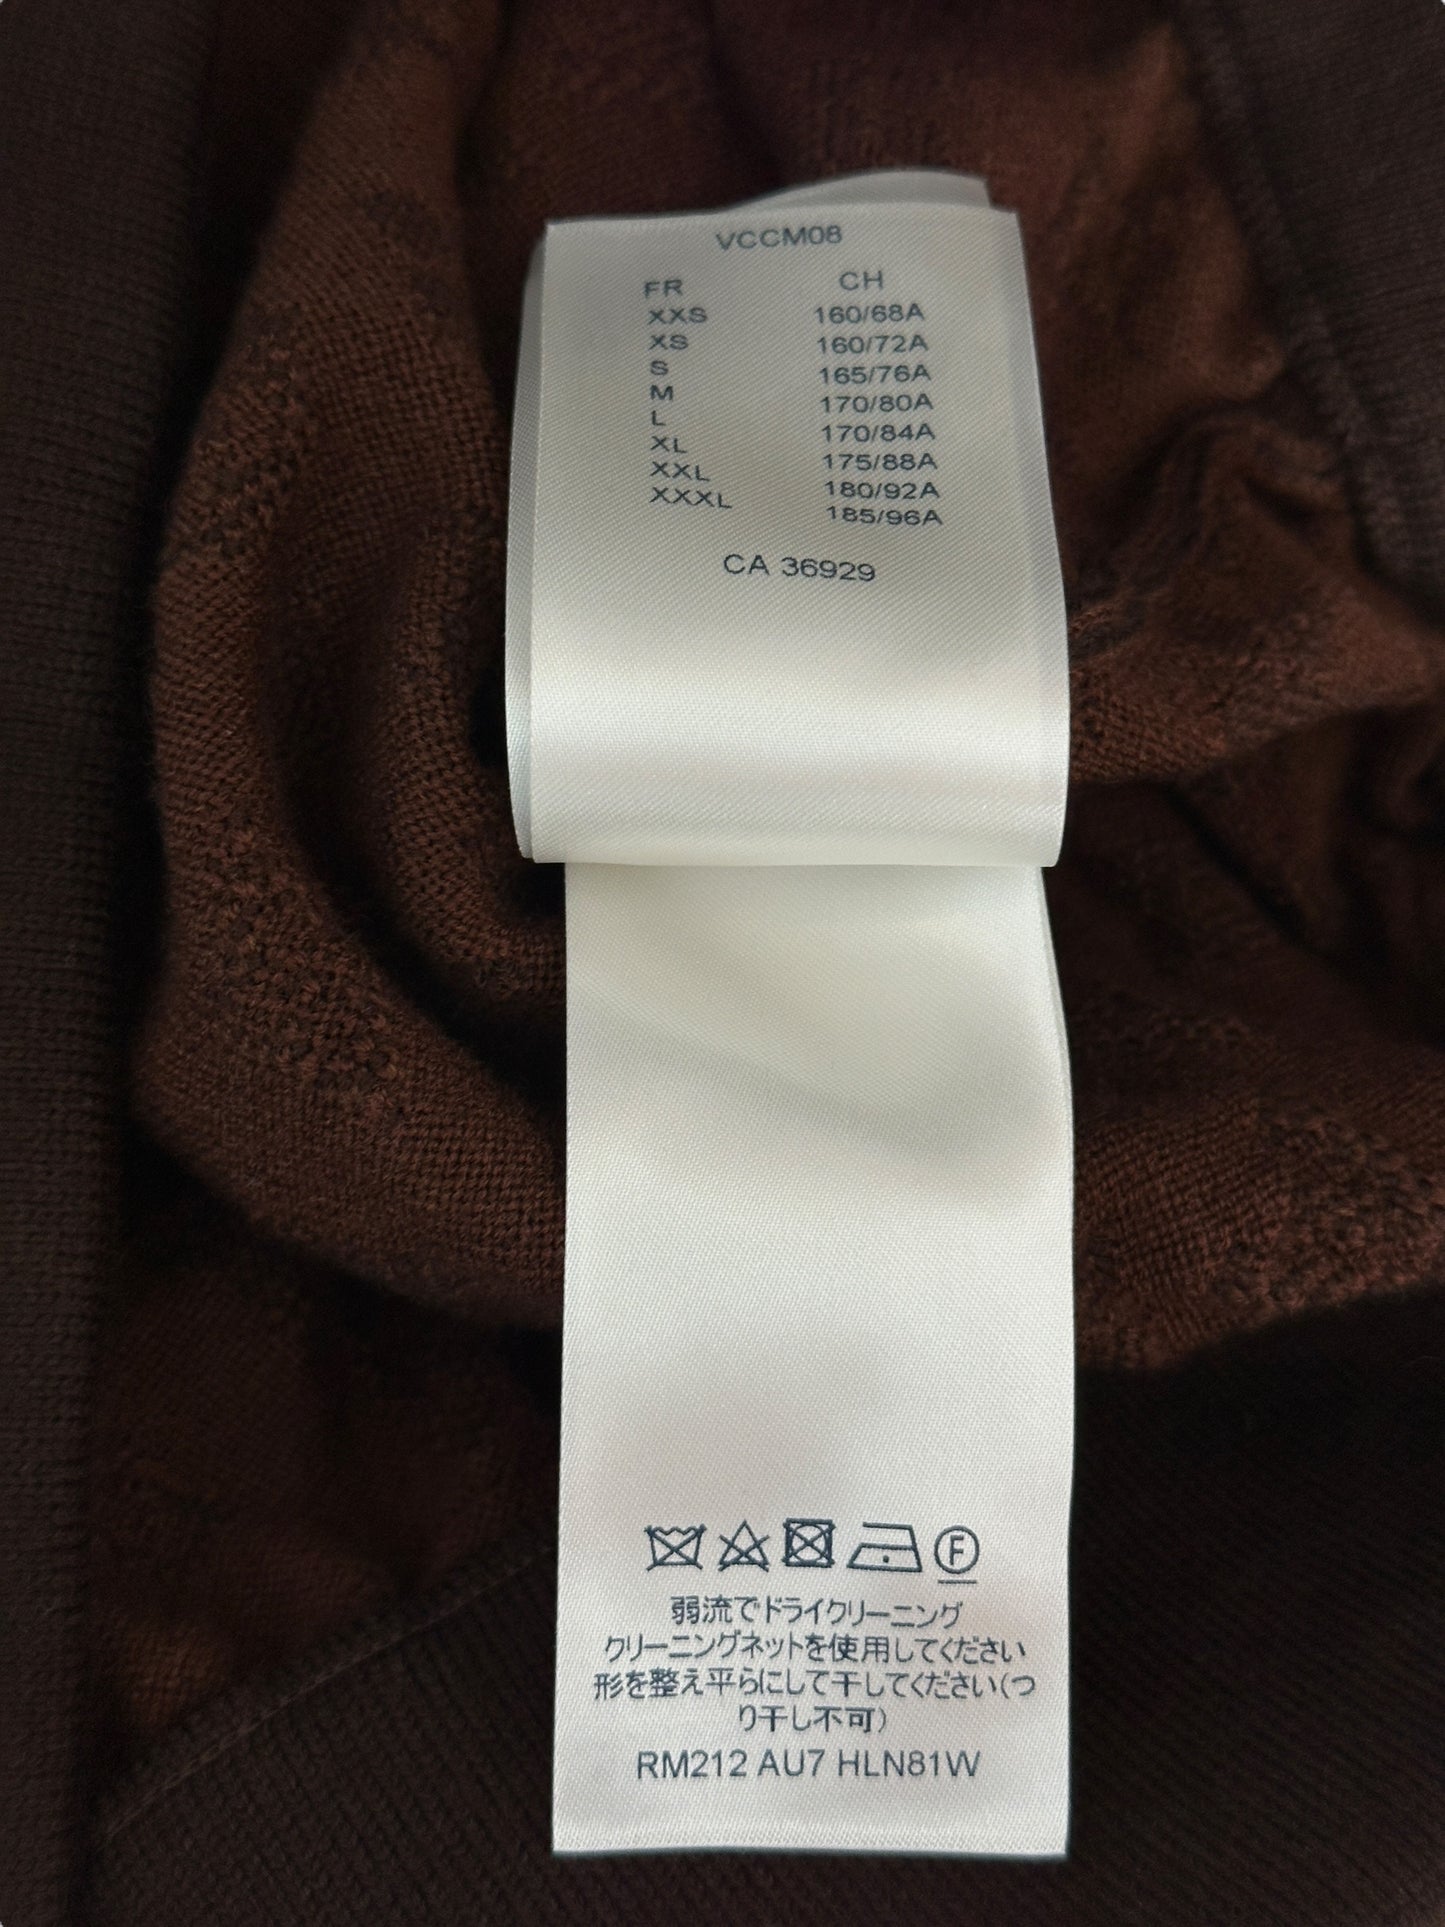 VCCM08
FR CH
XXS 160/68A
XS 160/72A
S 165/76A
M 170/80A
L 170/84A
XL 175/88A
XXL 180/92A
XXXL 185/96A
CA 36929
F
弱流でドライクリーニング
クリーニングネットを使用してください
形を整え平らにして干してください(つ
り干し不可)
RM212 AU7 HLN81W